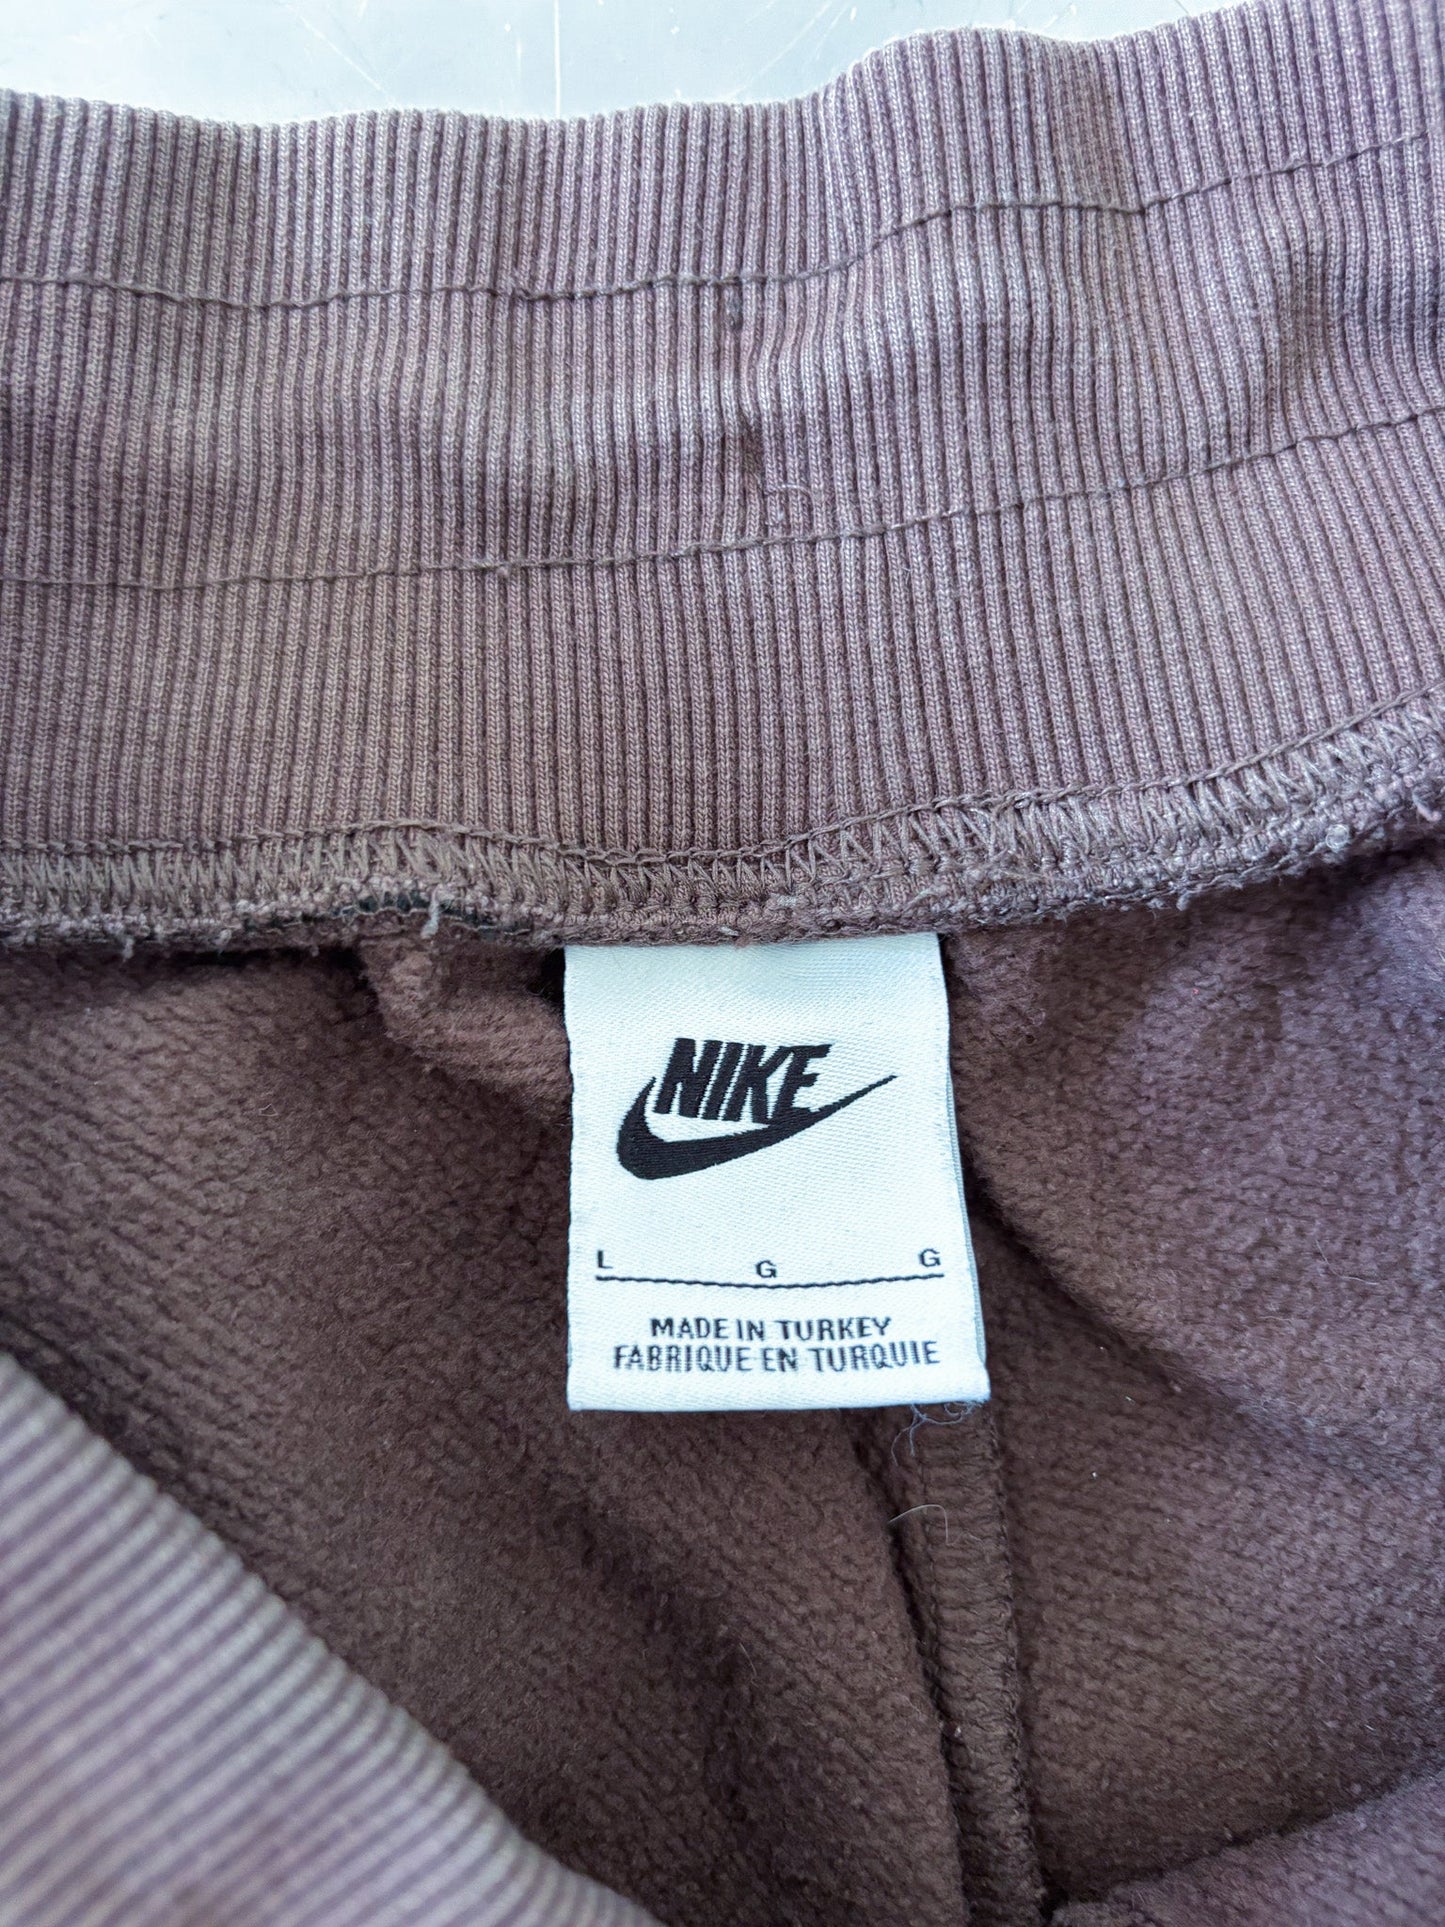 NIKE
L G G
MADE IN TURKEY
FABRIQUE EN TURQUIE